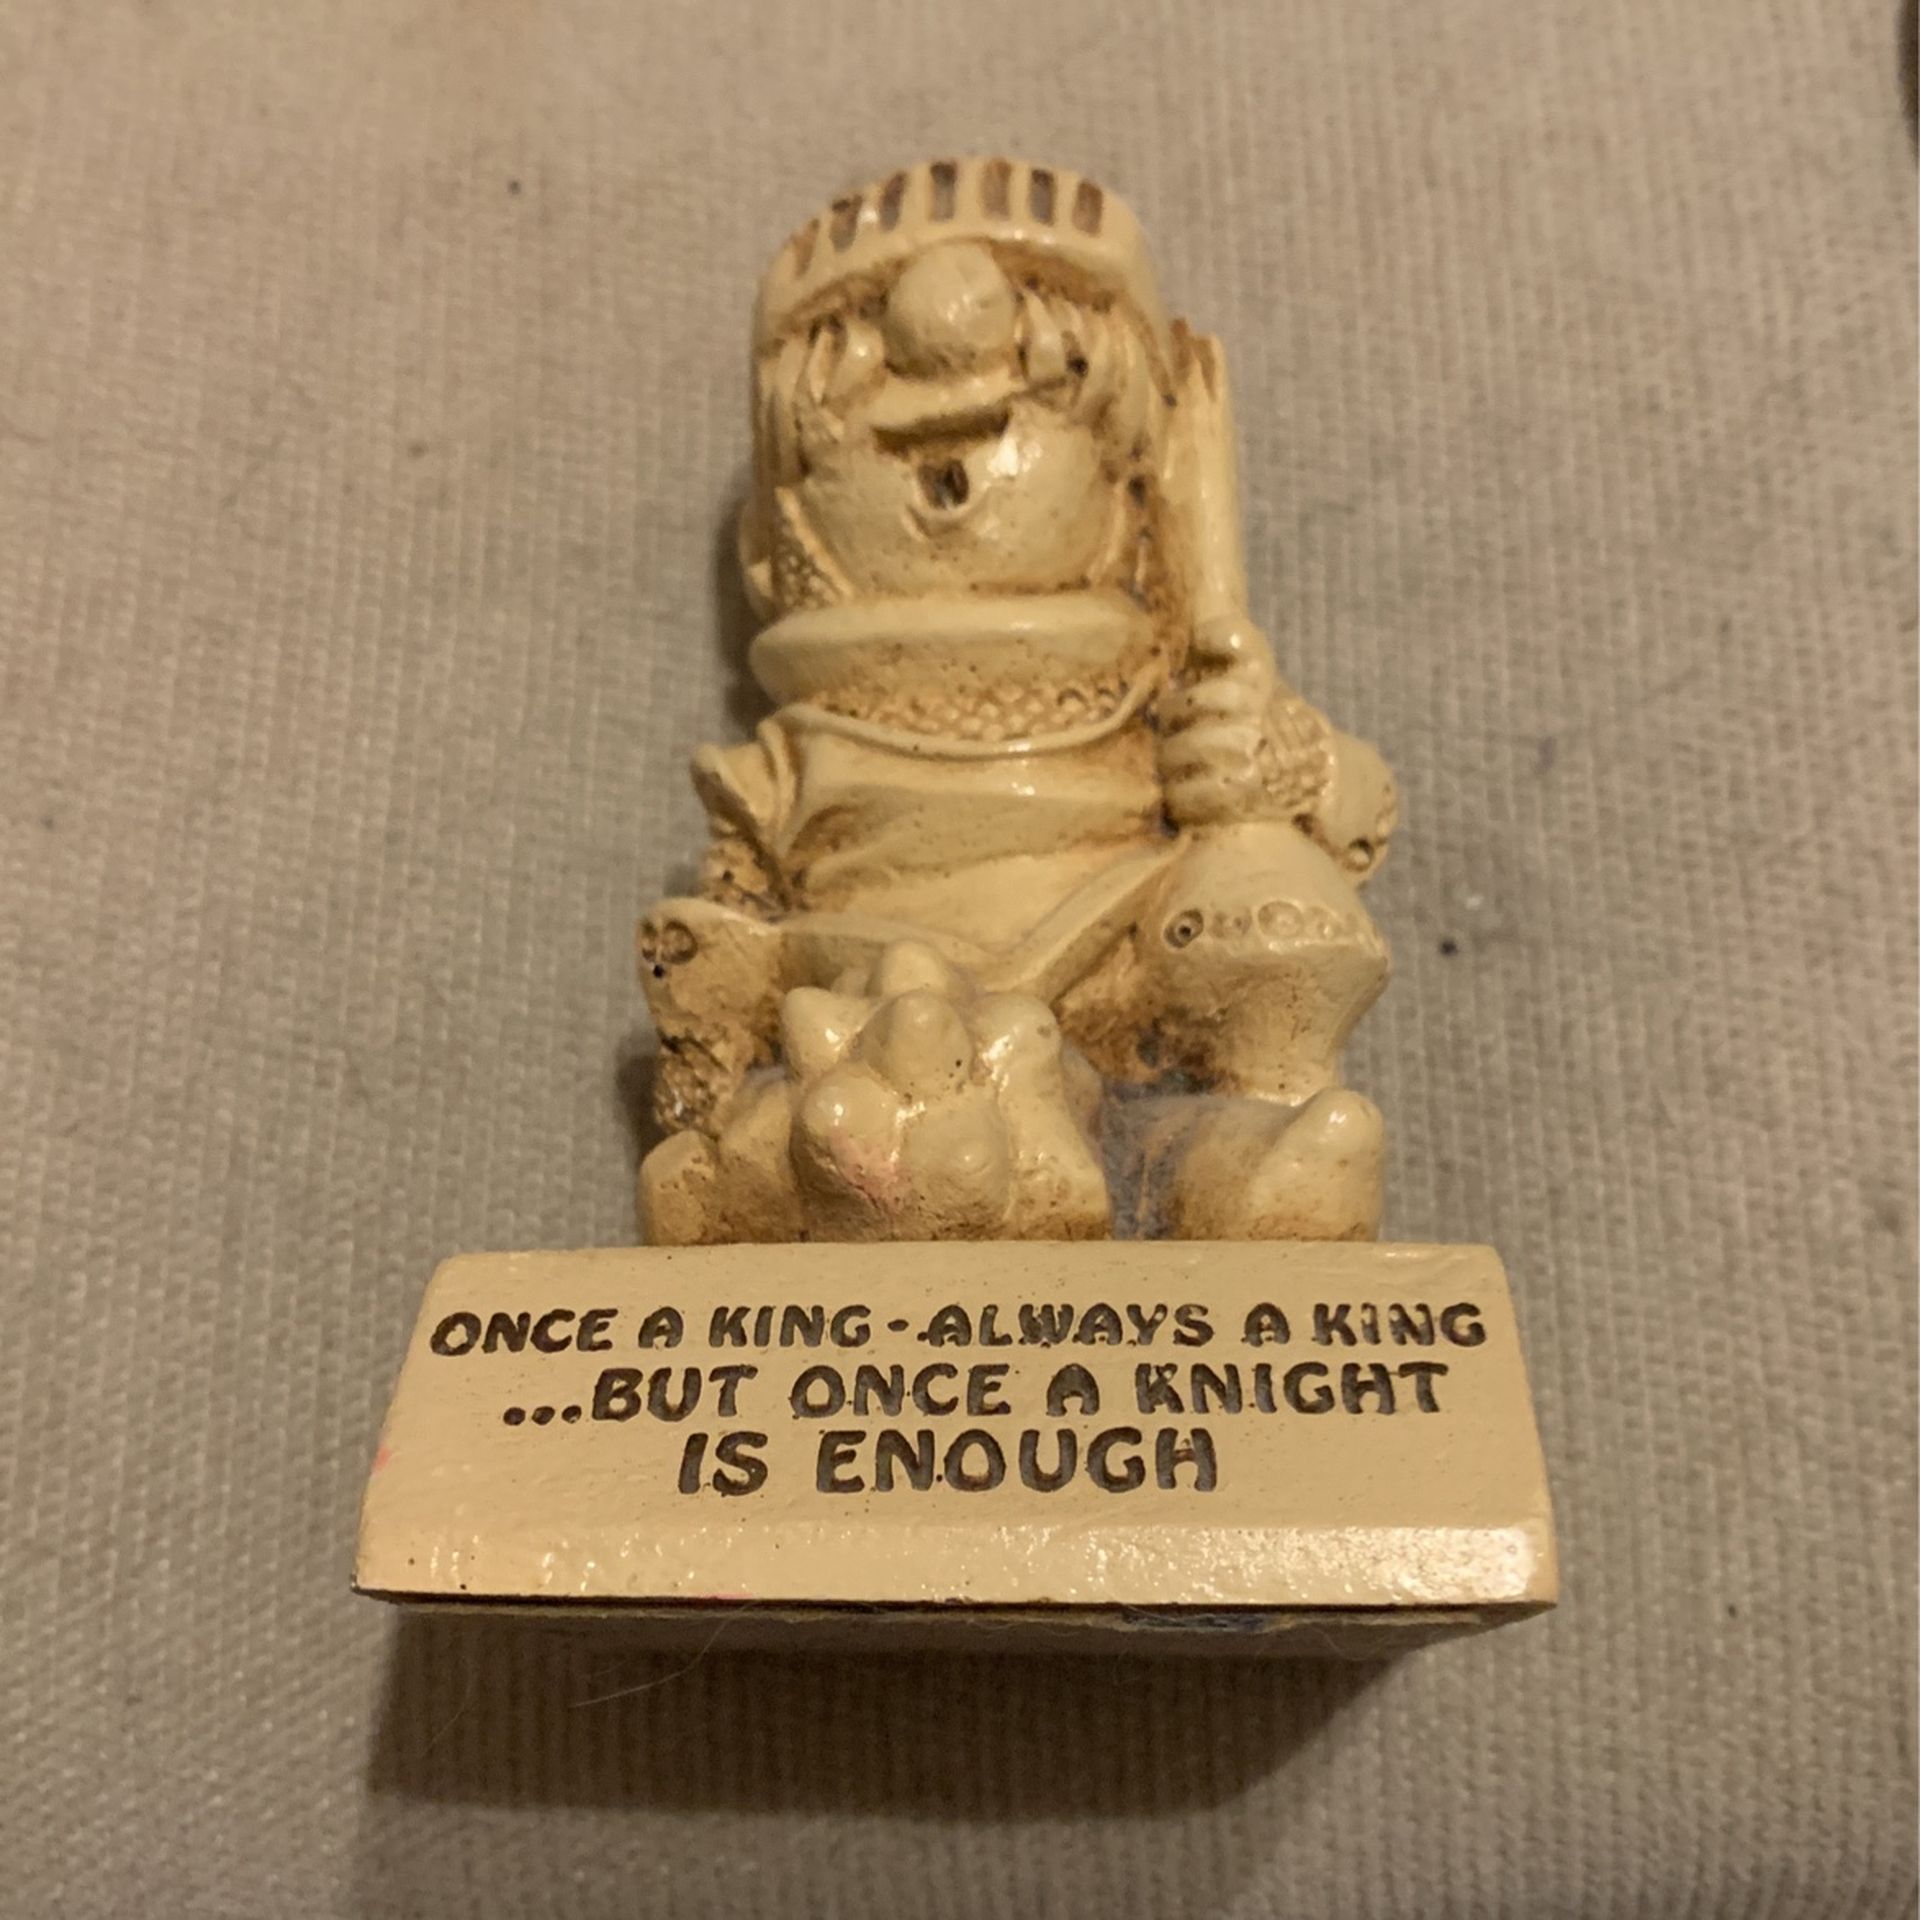 ONCE A KING-ALWAYS A KING
...BUT ONCE A KNIGHT
IS ENOUGH